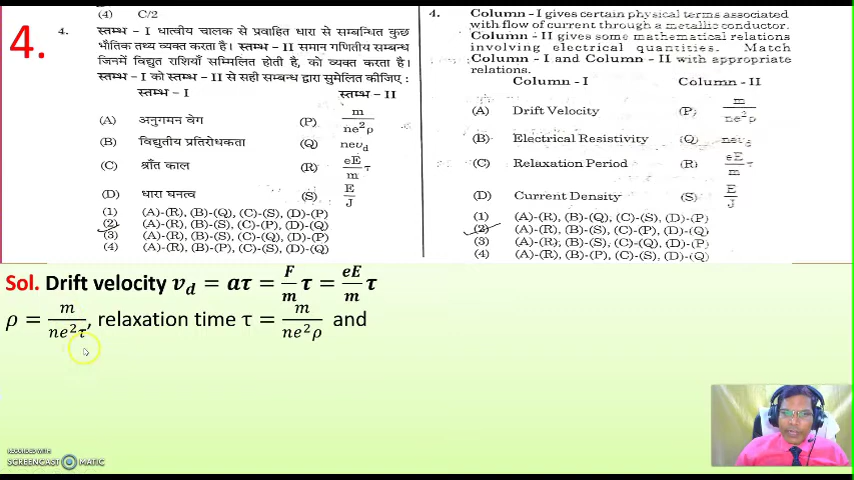 (4) C/2
4.
4. स्तम्भ - I धात्वीय चालक से प्रवाहित धारा से सम्बन्धित कुछ
भौतिक तथ्य व्यक्त करता है। स्तम्भ - II समान गणितीय सम्बन्ध
जिनमें विद्युत राशियाँ सम्मिलित होती है, को व्यक्त करता है।
स्तम्भ - I को स्तम्भ - II से सही सम्बन्ध द्वारा सुमेलित कीजिए :
स्तम्भ - I स्तम्भ - II
(A) अनुगमन वेग (P) m/ne²ρ
(B) विद्युतीय प्रतिरोधकता (Q) nev_d
(C) श्राँत काल (R) eE/m τ
(D) धारा घनत्व (S) E/J
(1) (A)-(R), (B)-(Q), (C)-(S), (D)-(P)
(2) (A)-(R), (B)-(S), (C)-(P), (D)-(Q)
(3) (A)-(R), (B)-(S), (C)-(Q), (D)-(P)
(4) (A)-(R), (B)-(P), (C)-(S), (D)-(Q)
4. Column - I gives certain physical terms associated
with flow of current through a metallic conductor.
Column - II gives some mathematical relations
involving electrical quantities. Match
Column - I and Column - II with appropriate
relations.
Column - I Column - II
(A) Drift Velocity (P) m/ne²ρ
(B) Electrical Resistivity (Q) nev_d
(C) Relaxation Period (R) eE/m τ
(D) Current Density (S) E/J
(1) (A)-(R), (B)-(Q), (C)-(S), (D)-(P)
(2) (A)-(R), (B)-(S), (C)-(P), (D)-(Q)
(3) (A)-(R), (B)-(S), (C)-(Q), (D)-(P)
(4) (A)-(R), (B)-(P), (C)-(S), (D)-(Q)
Sol. Drift velocity v_d = aτ = F/m τ = eE/m τ
ρ = m/ne²τ, relaxation time τ = m/ne²ρ and
RECORDED WITH
SCREENCAST MATIC